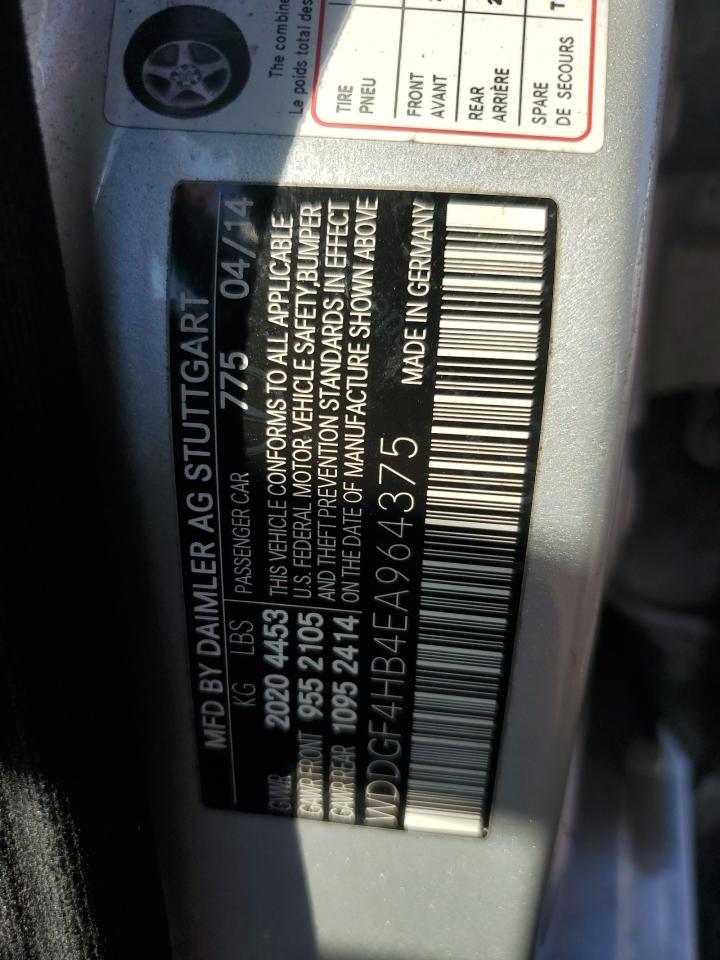 The combine
Le poids total des
TIRE
PNEU
FRONT
AVANT
REAR
ARRIÈRE
2
SPARE
DE SECOURS
T
MFD BY DAIMLER AG STUTTGART
KG LBS PASSENGER CAR 775 04/14
GVWR 2020 4453
GAWR FRONT 955 2105
GAWR REAR 1095 2414
THIS VEHICLE CONFORMS TO ALL APPLICABLE
U.S. FEDERAL MOTOR VEHICLE SAFETY, BUMPER
AND THEFT PREVENTION STANDARDS IN EFFECT
ON THE DATE OF MANUFACTURE SHOWN ABOVE
WDDGF4HB4EA964375 MADE IN GERMANY